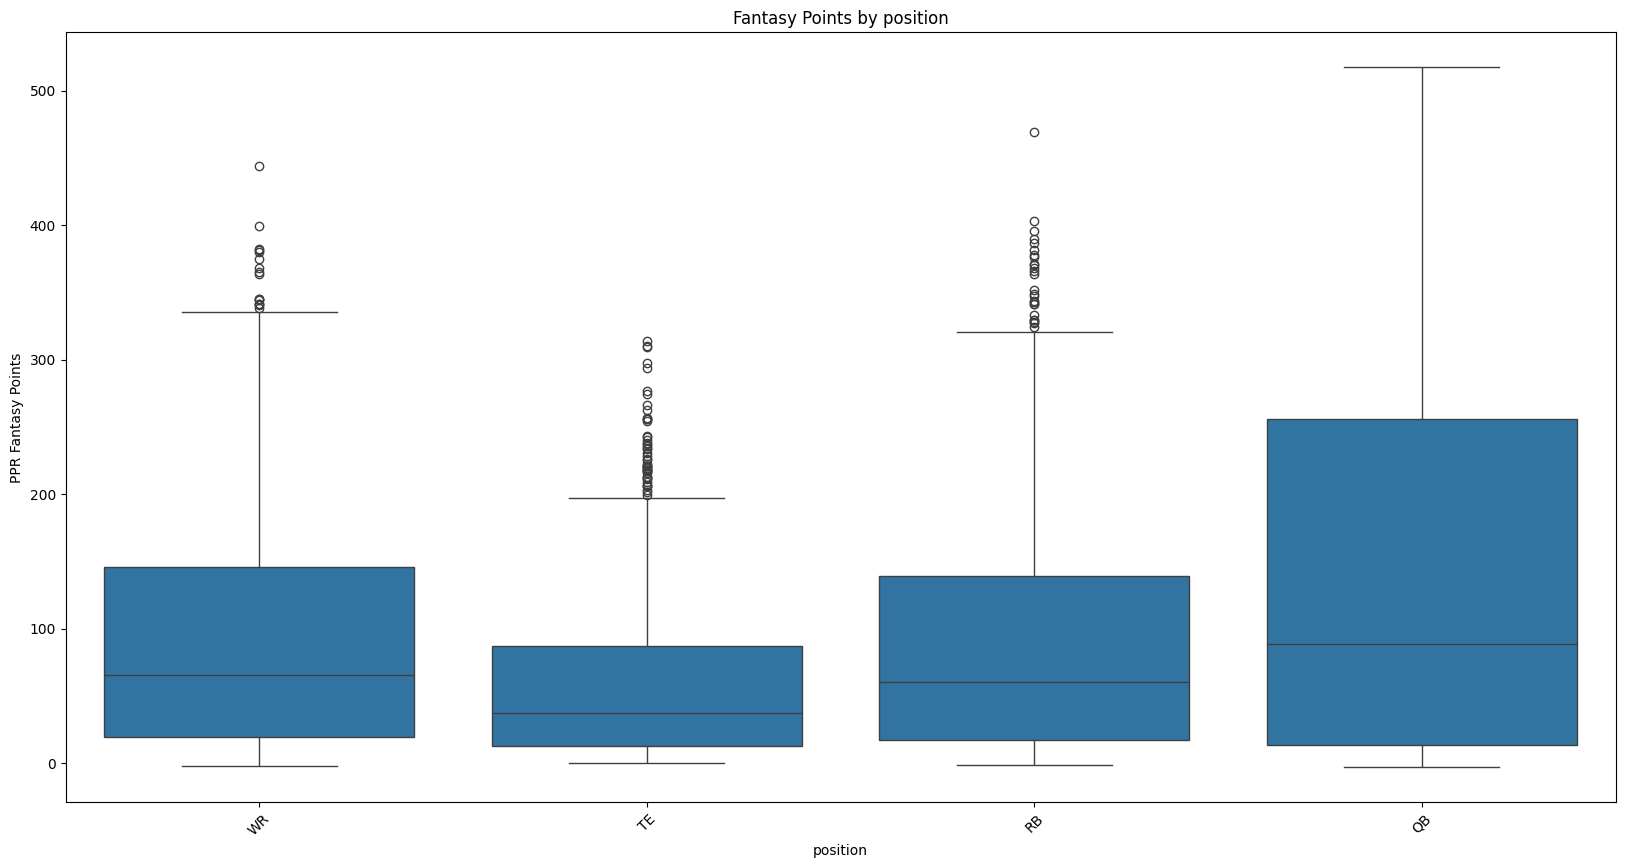 Fantasy Points by position
PPR Fantasy Points
500
400
300
200
100
0
WR
TE
RB
QB
position